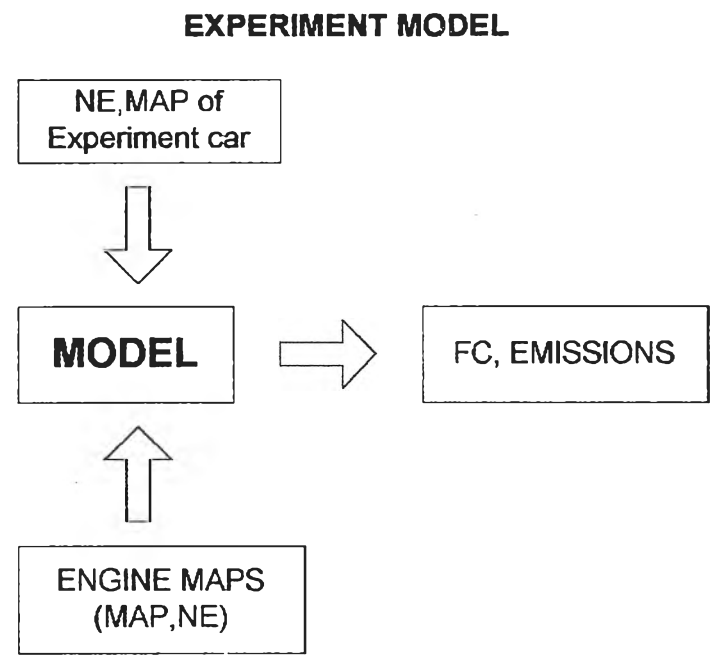 EXPERIMENT MODEL
NE,MAP of
Experiment car
MODEL
FC, EMISSIONS
ENGINE MAPS
(MAP,NE)